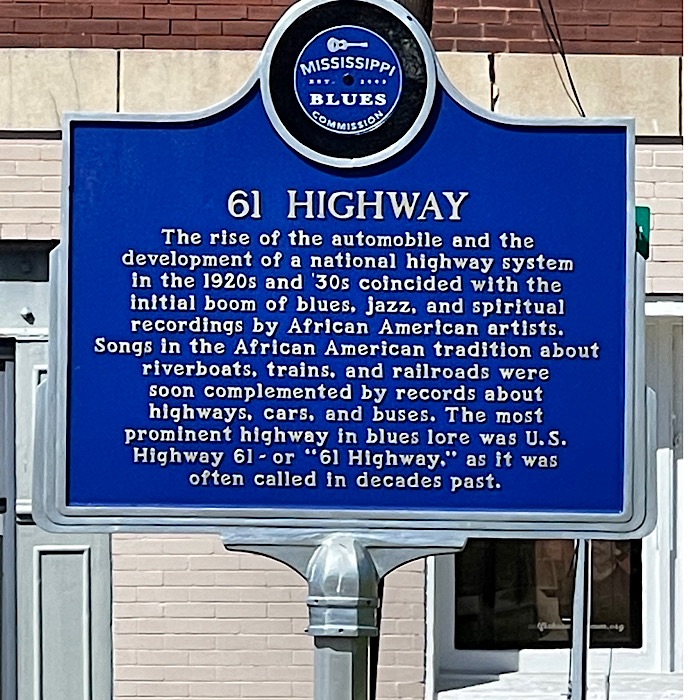 MISSISSIPPI
BLUES
COMMISSION
61 HIGHWAY
The rise of the automobile and the
development of a national highway system
in the 1920s and '30s coincided with the
initial boom of blues, jazz, and spiritual
recordings by African American artists.
Songs in the African American tradition about
riverboats, trains, and railroads were
soon complemented by records about
highways, cars, and buses. The most
prominent highway in blues lore was U.S.
Highway 61-or "61 Highway," as it was
often called in decades past.